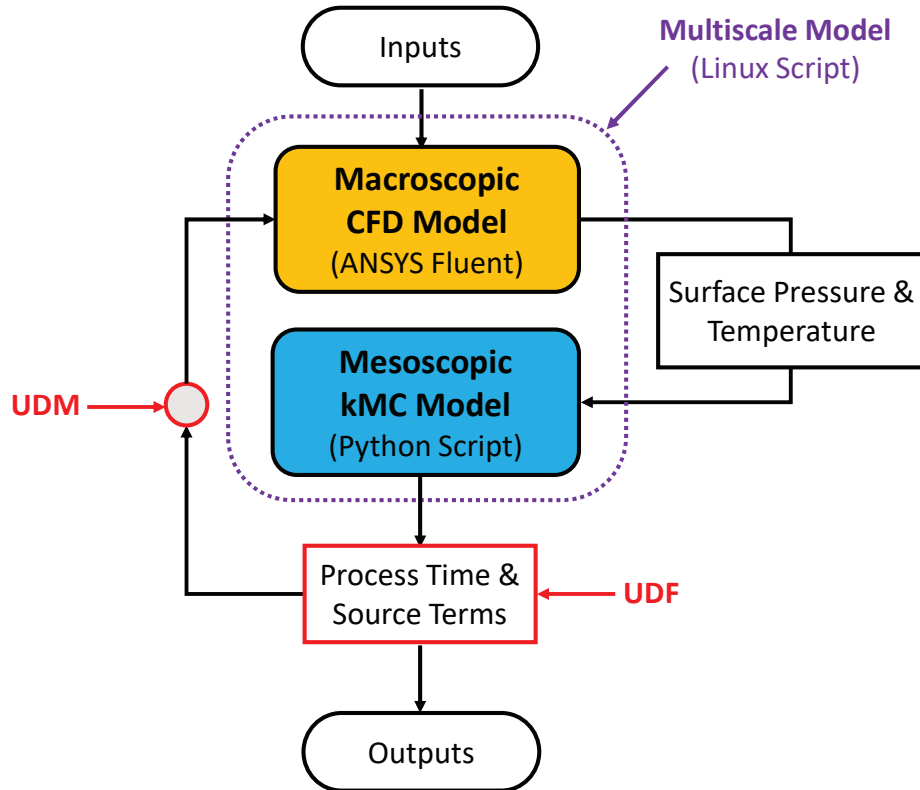 Inputs
Multiscale Model
(Linux Script)
Macroscopic
CFD Model
(ANSYS Fluent)
Surface Pressure &
Temperature
Mesoscopic
kMC Model
(Python Script)
UDM
Process Time &
Source Terms
UDF
Outputs